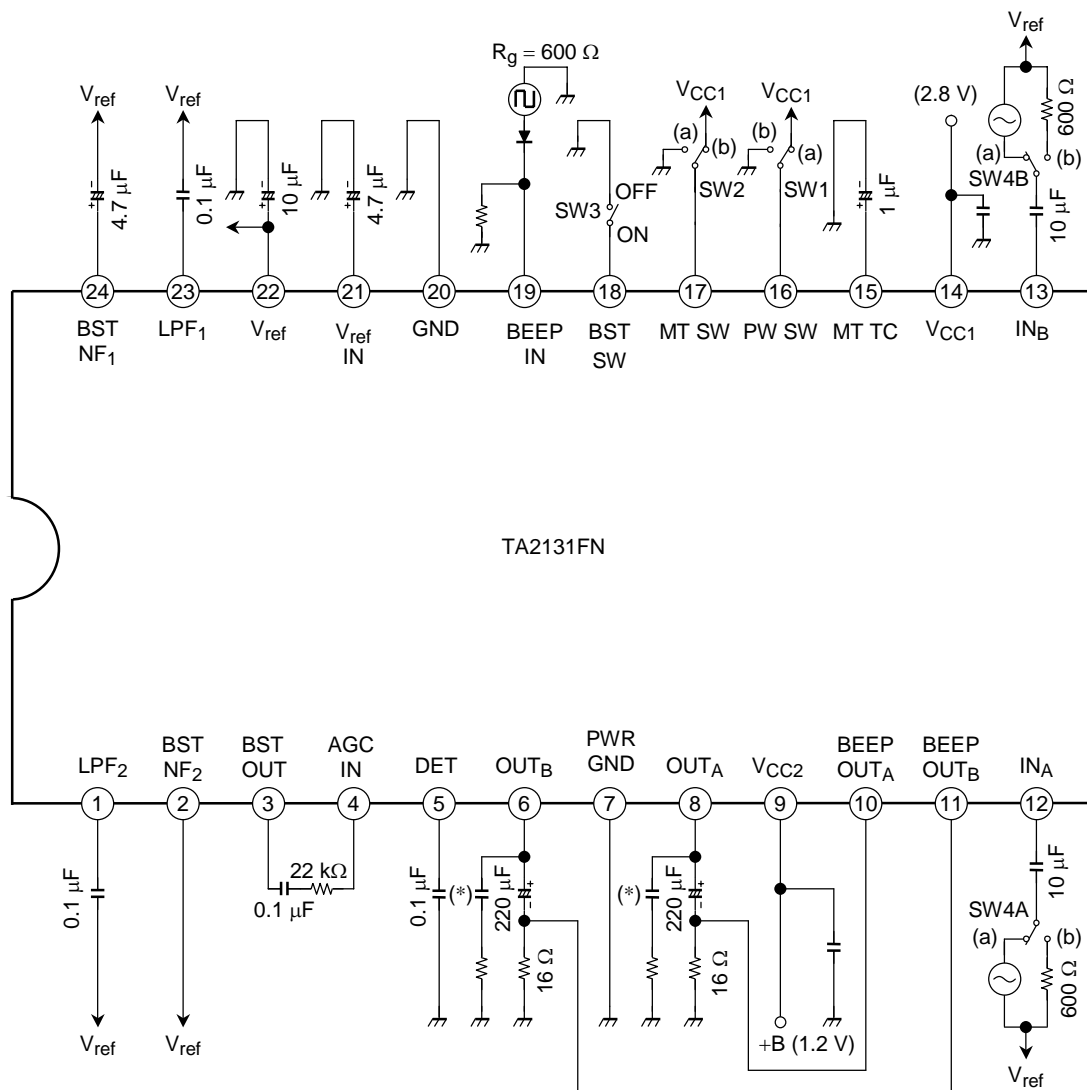 Rg = 600 Ω
Vref
Vref
Vref
VCC1
VCC1
(2.8 V)
600 Ω
(a)
(b)
(b)
(a)
(a)
(b)
SW4B
SW2
SW1
OFF
SW3
ON
4.7 μF
0.1 μF
10 μF
4.7 μF
1 μF
10 μF
+
-
+
-
+
-
+
-
24
23
22
21
20
19
18
17
16
15
14
13
BST NF1
LPF1
Vref
Vref IN
GND
BEEP IN
BST SW
MT SW
PW SW
MT TC
VCC1
INB
TA2131FN
LPF2
BST NF2
BST OUT
AGC IN
DET
OUTB
PWR GND
OUTA
VCC2
BEEP OUTA
BEEP OUTB
INA
1
2
3
4
5
6
7
8
9
10
11
12
0.1 μF
22 kΩ
0.1 μF
0.1 μF
(*)
220 μF
+
-
(*)
220 μF
+
-
10 μF
SW4A
(a)
(b)
16 Ω
16 Ω
600 Ω
Vref
Vref
+B (1.2 V)
Vref